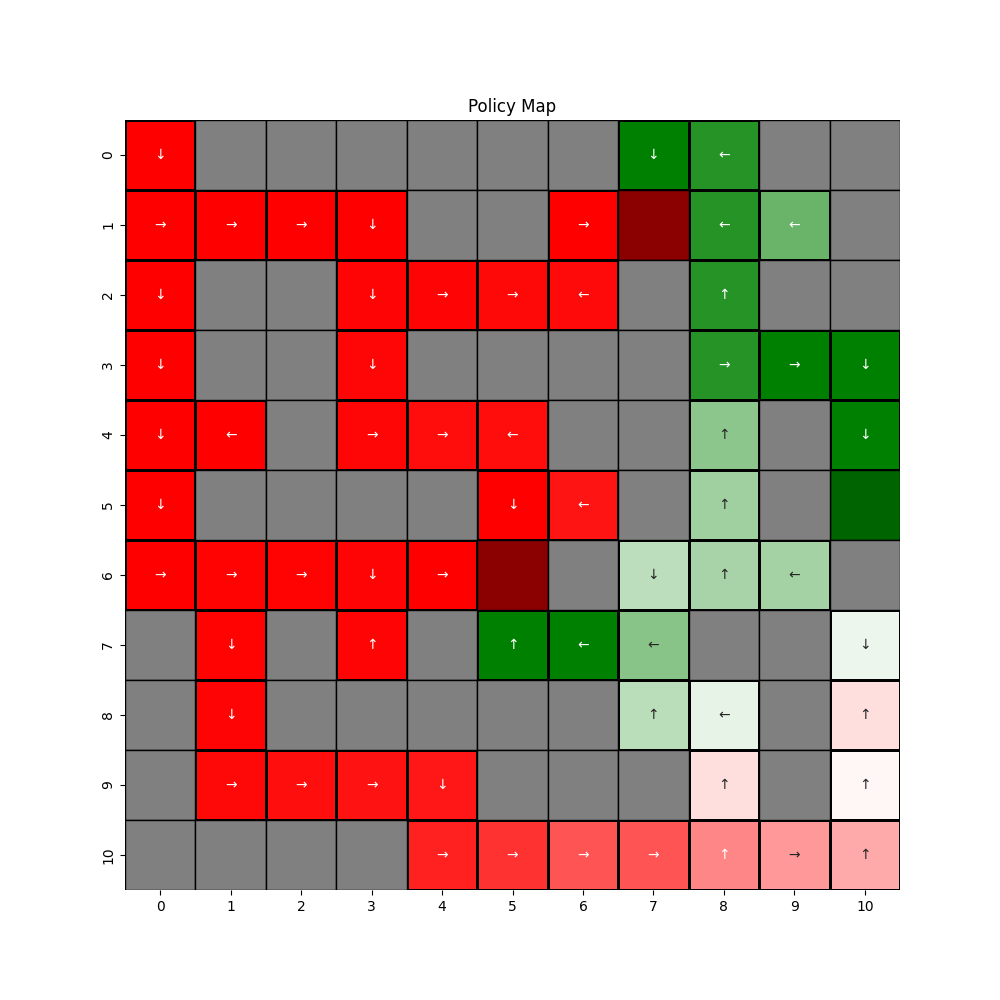 Policy Map
0 ↓ ↓ ←
1 → → → ↓ → ← ←
2 ↓ ↓ → → ← ↑
3 ↓ ↓ → → ↓
4 ↓ ← → → ← ↑ ↓
5 ↓ ↓ ← ↑
6 → → → ↓ → ↓ ↑ ←
7 ↓ ↑ ↑ ← ← ↓
8 ↓ ↑ ← ↑
9 → → → ↓ ↑ ↑
10 → → → → ↑ → ↑
0 1 2 3 4 5 6 7 8 9 10